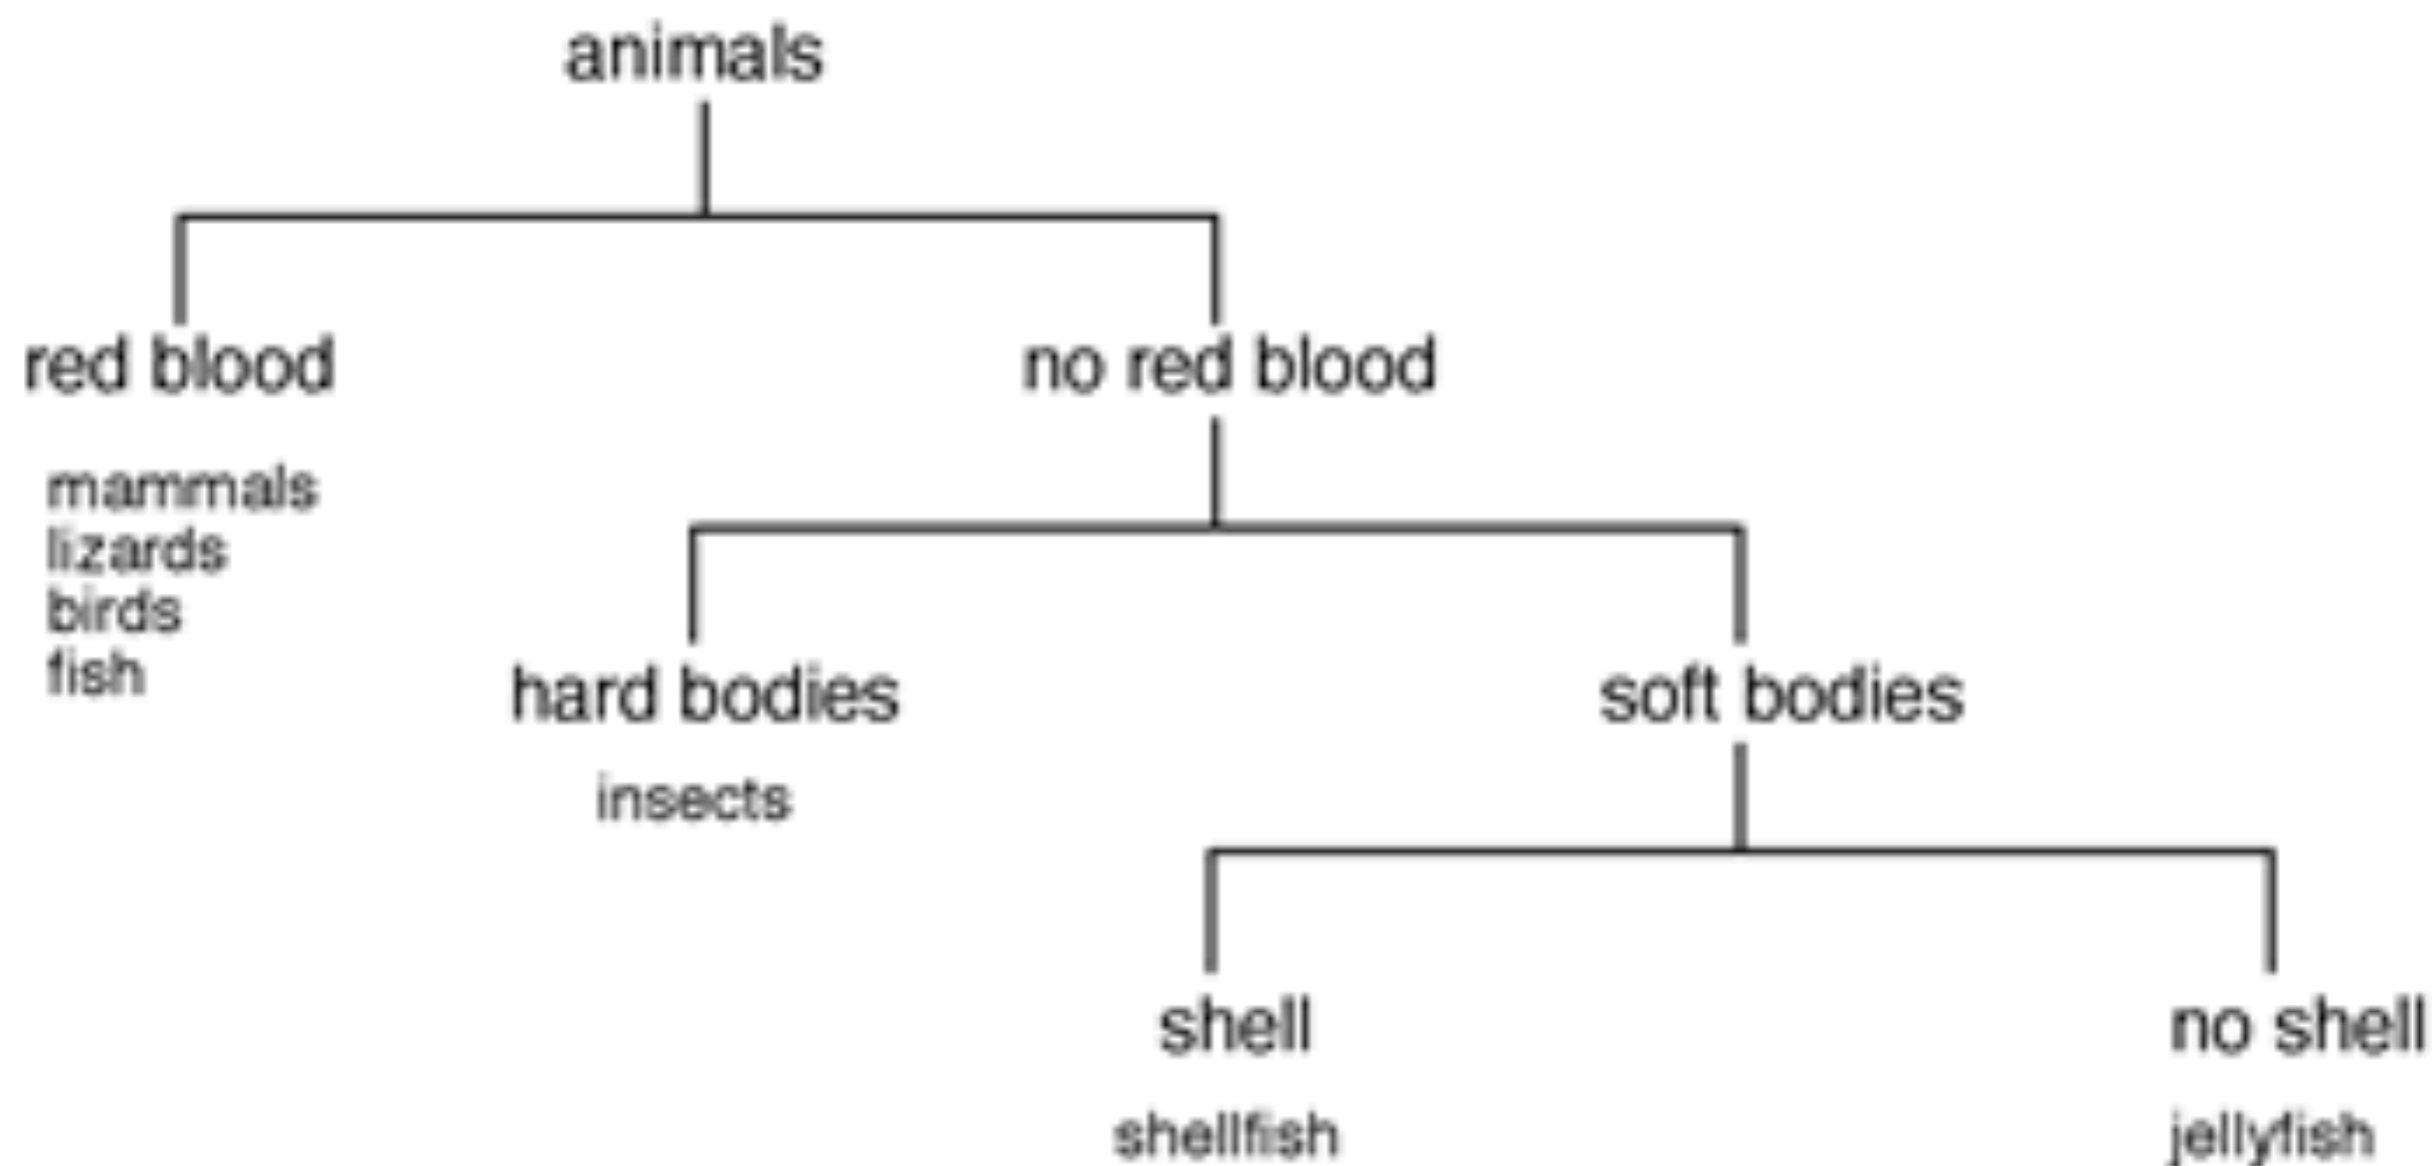 animals
red blood
no red blood
mammals
lizards
birds
fish
hard bodies
soft bodies
insects
shell
no shell
shellfish
jellyfish